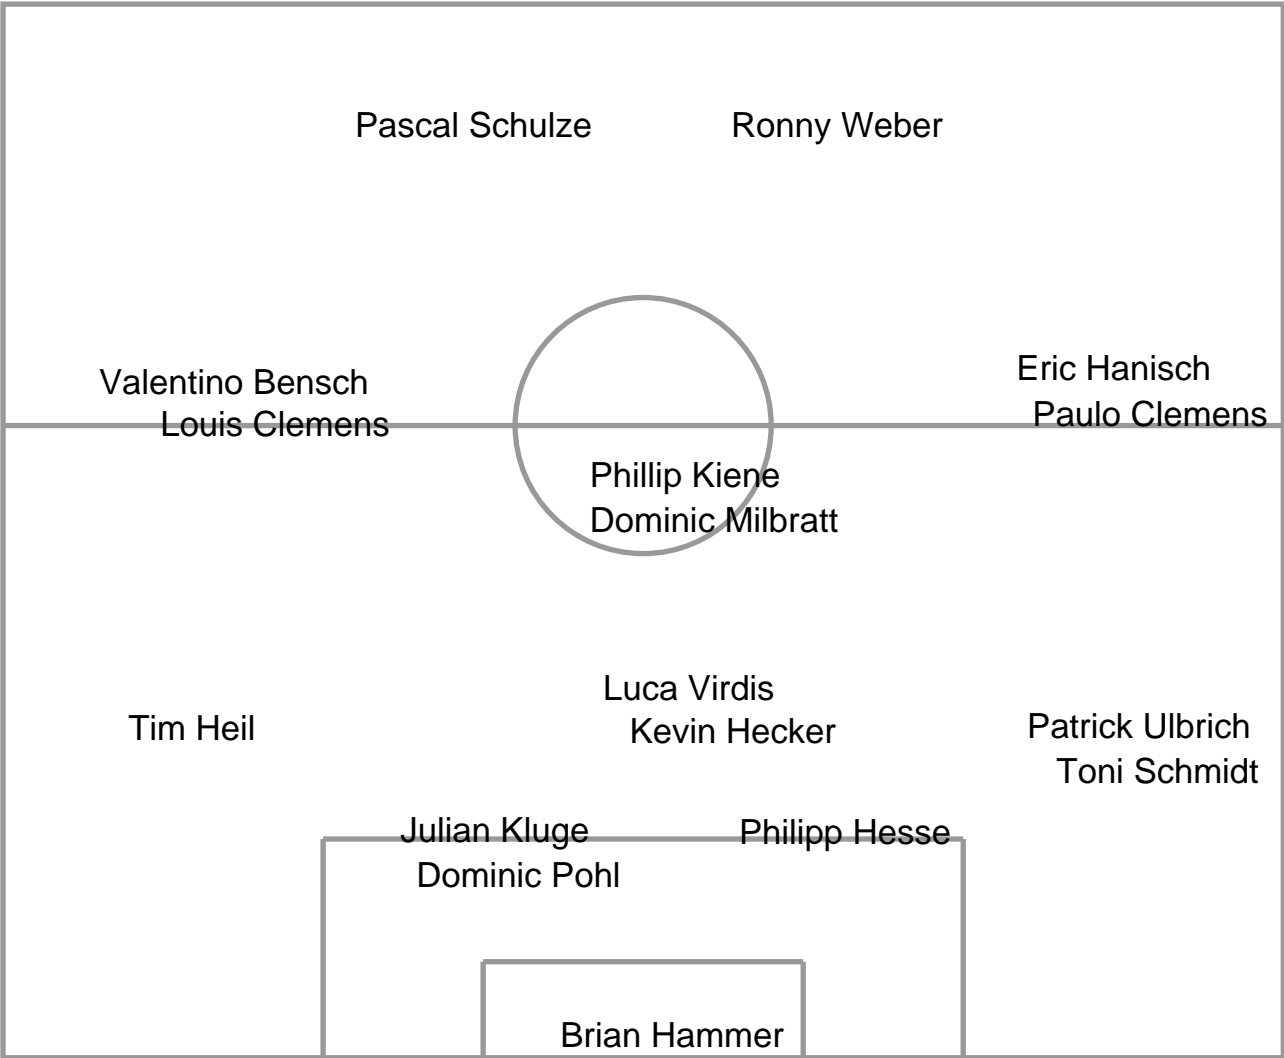 Pascal Schulze
Ronny Weber
Valentino Bensch
Louis Clemens
Eric Hanisch
Paulo Clemens
Phillip Kiene
Dominic Milbratt
Tim Heil
Luca Virdis
Kevin Hecker
Patrick Ulbrich
Toni Schmidt
Julian Kluge
Dominic Pohl
Philipp Hesse
Brian Hammer